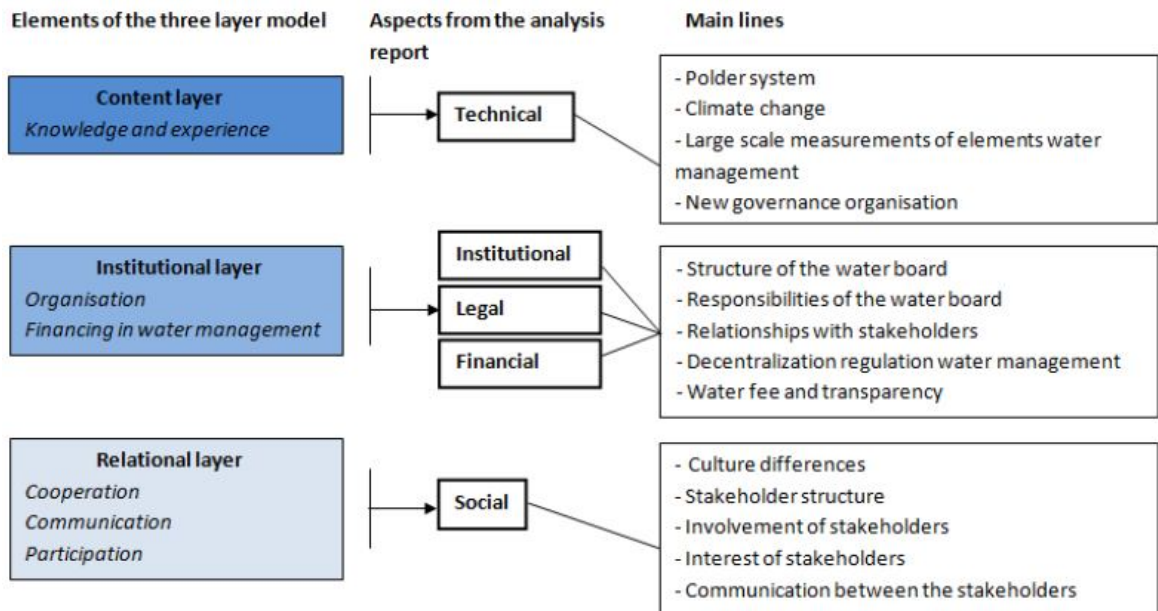 Elements of the three layer model
Aspects from the analysis
report
Main lines
Content layer
Knowledge and experience
Technical
- Polder system
- Climate change
- Large scale measurements of elements water
management
- New governance organisation
Institutional layer
Organisation
Financing in water management
Institutional
Legal
Financial
- Structure of the water board
- Responsibilities of the water board
- Relationships with stakeholders
- Decentralization regulation water management
- Water fee and transparency
Relational layer
Cooperation
Communication
Participation
Social
- Culture differences
- Stakeholder structure
- Involvement of stakeholders
- Interest of stakeholders
- Communication between the stakeholders